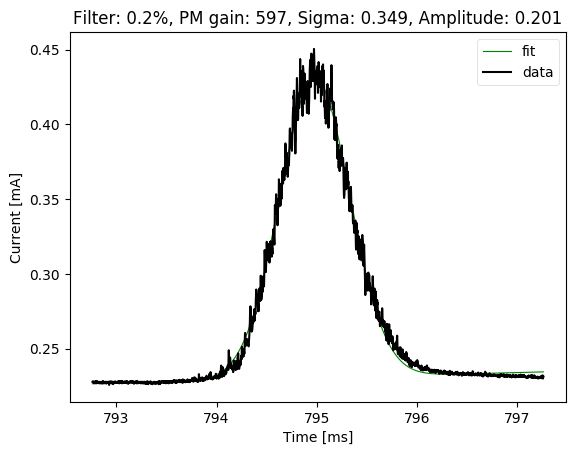 Filter: 0.2%, PM gain: 597, Sigma: 0.349, Amplitude: 0.201
fit
data
0.45
0.40
0.35
0.30
0.25
Current [mA]
793
794
795
796
797
Time [ms]